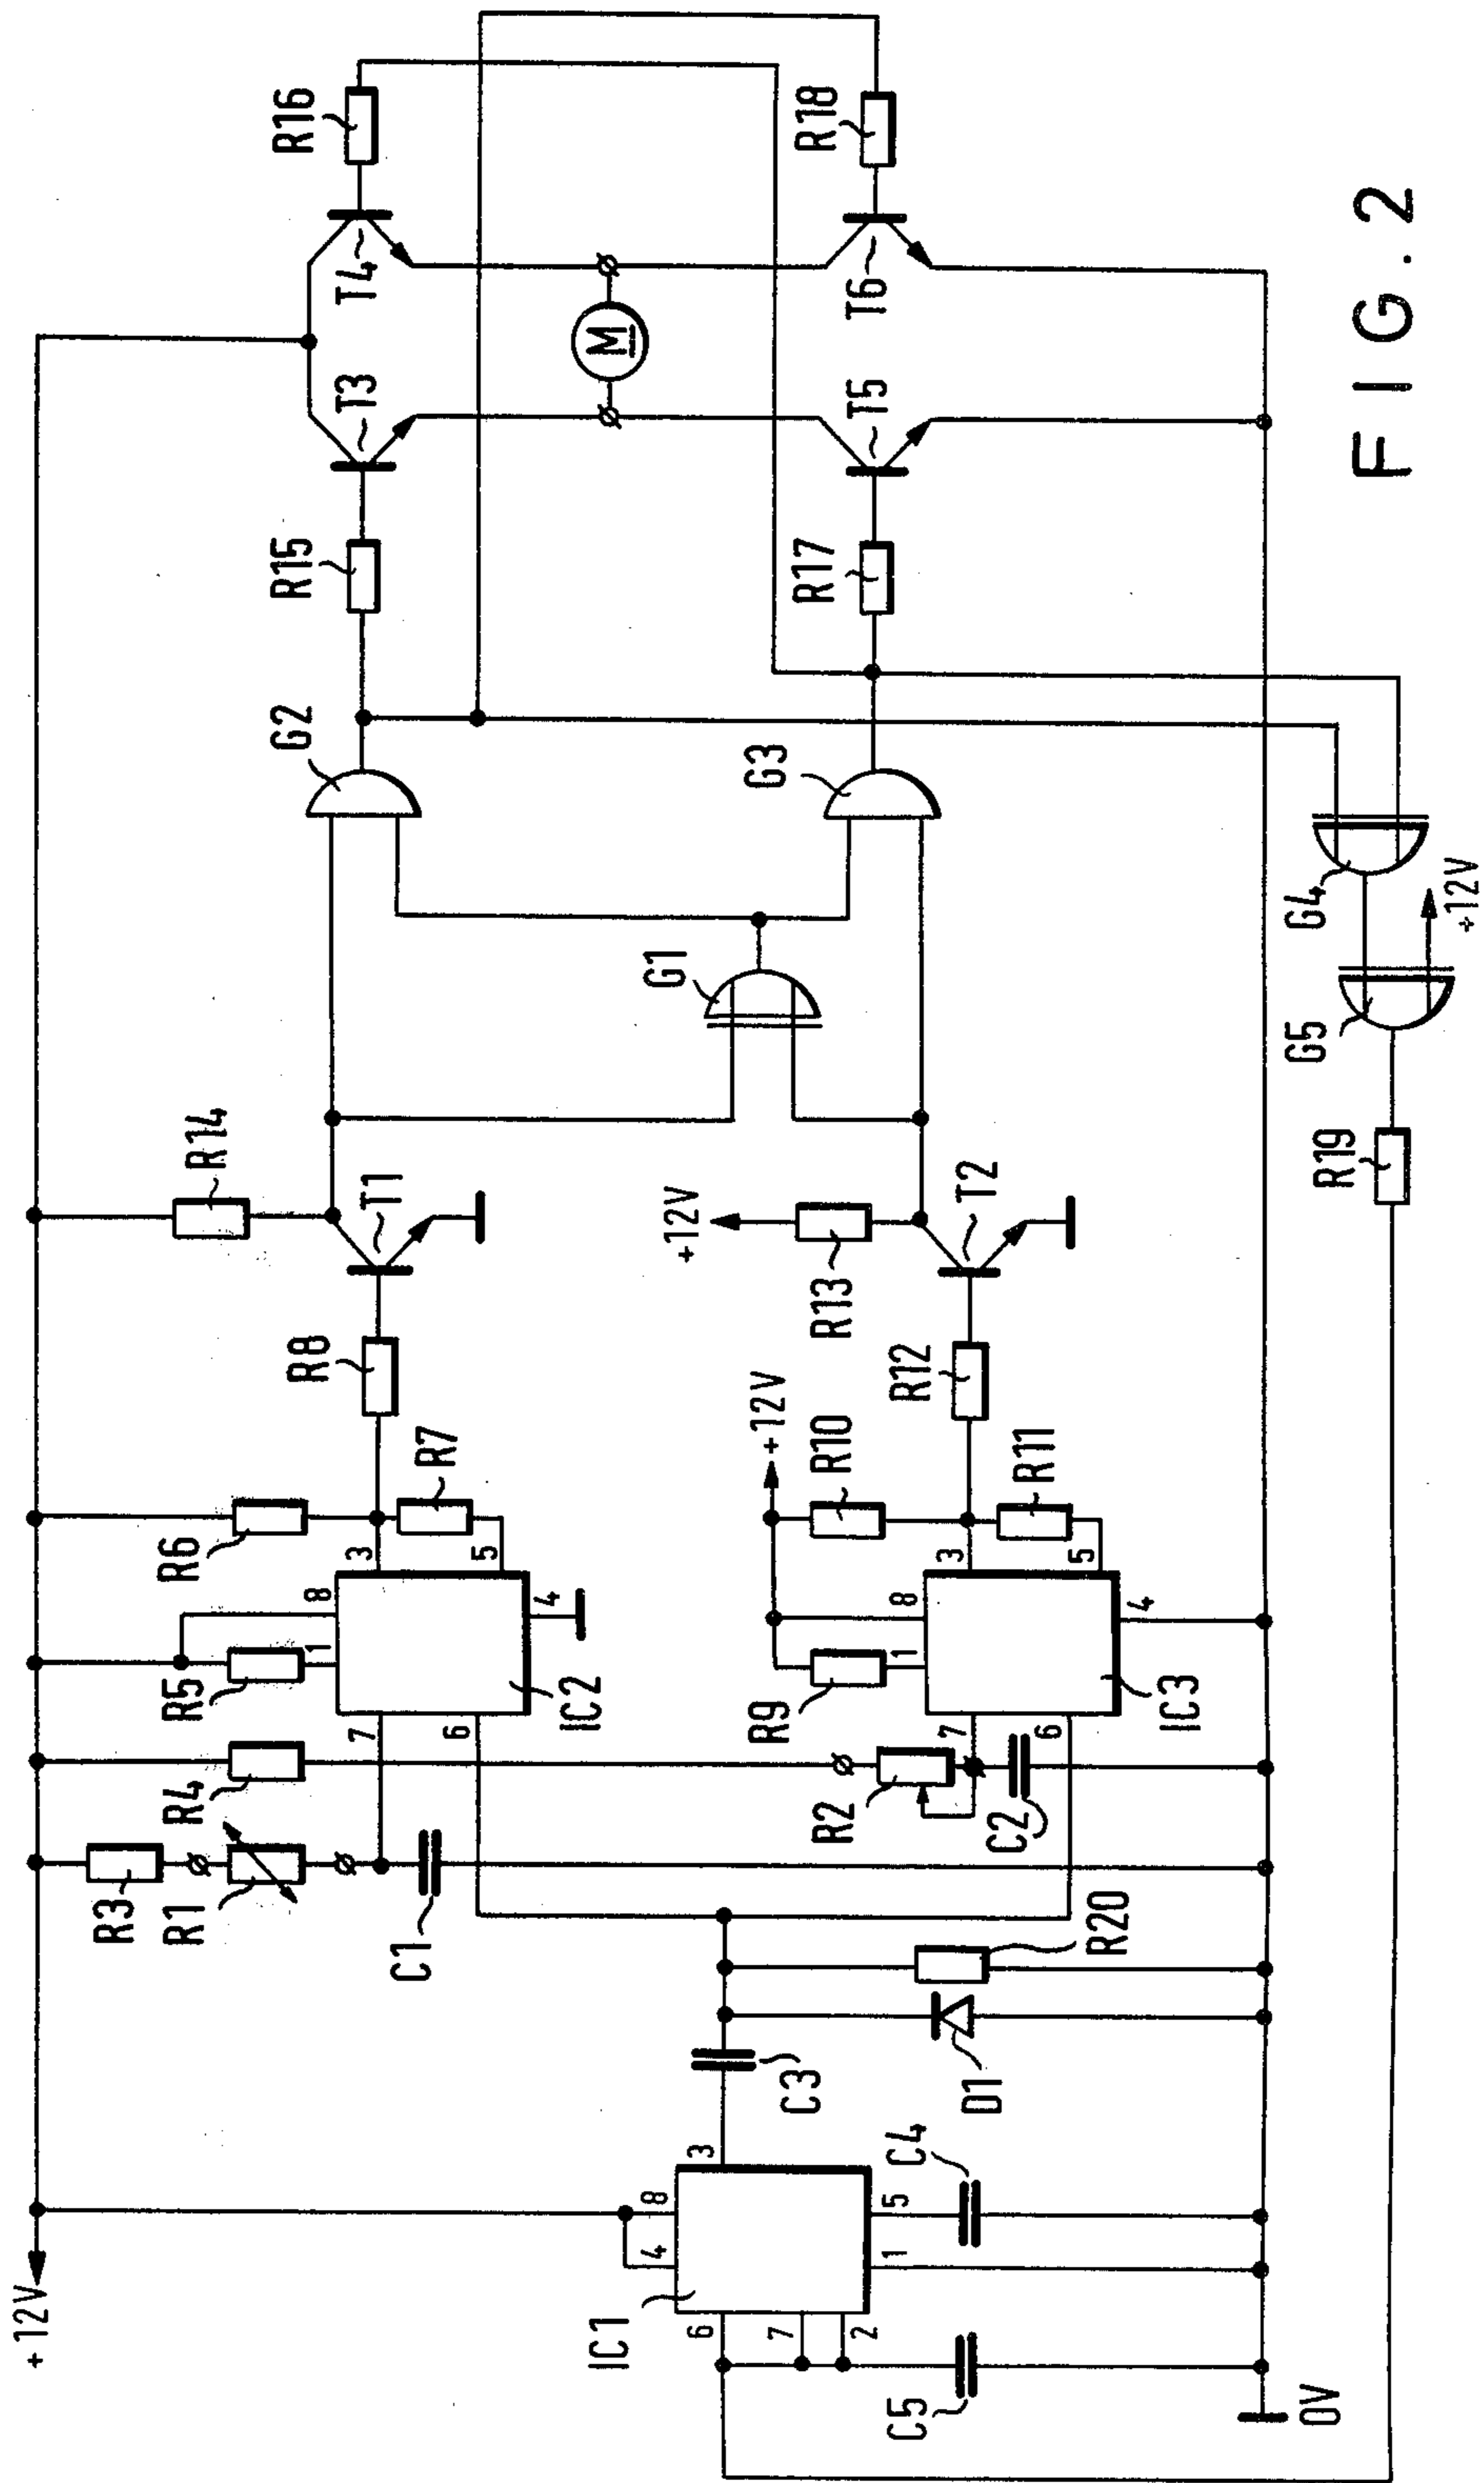 +12V
R3
R1
C1
R4
R5
R6
R7
R8
R14
T1
IC2
7
6
1
8
3
5
4
IC1
6
7
2
4
8
3
1
5
C3
C4
C5
D1
R20
0V
R2
C2
R9
+12V
R10
R11
R12
R13
+12V
T2
IC3
7
6
1
8
3
5
4
G1
G2
G3
R15
R16
R17
R18
T3
T4
T5
T6
M
G4
G5
+12V
R19
FIG. 2